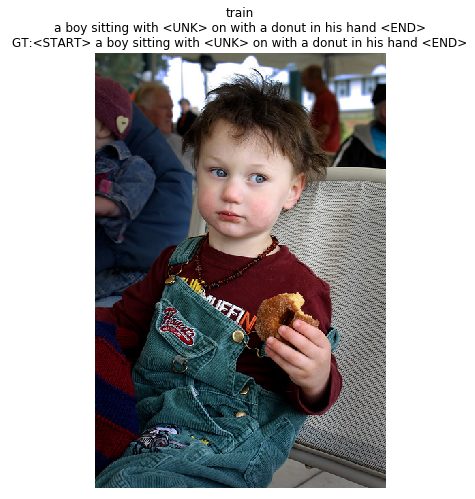 train
a boy sitting with <UNK> on with a donut in his hand <END>
GT:<START> a boy sitting with <UNK> on with a donut in his hand <END>
MUFFIN